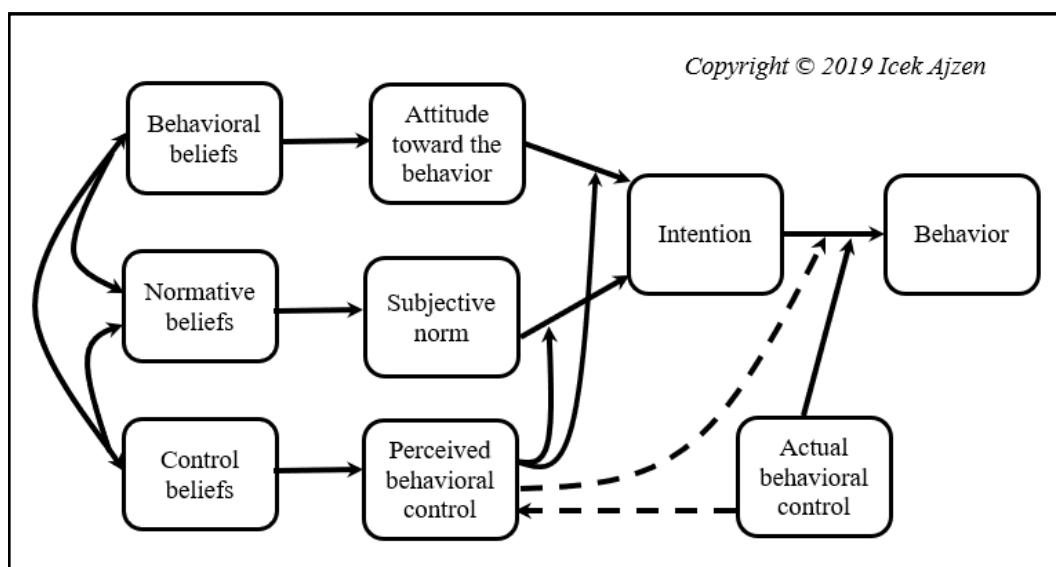 Copyright © 2019 Icek Ajzen
Behavioral
beliefs
Attitude
toward the
behavior
Intention
Behavior
Normative
beliefs
Subjective
norm
Control
beliefs
Perceived
behavioral
control
Actual
behavioral
control